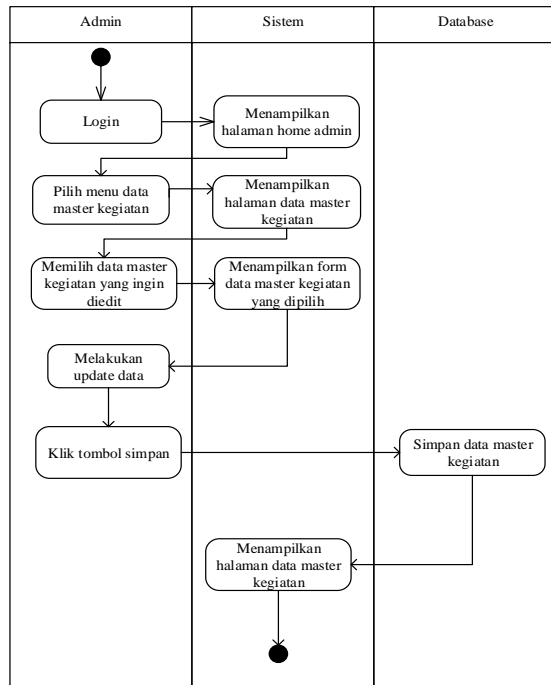 Admin
Sistem
Database
Login
Menampilkan
halaman home admin
Pilih menu data
master kegiatan
Menampilkan
halaman data master
kegiatan
Memilih data master
kegiatan yang ingin
diedit
Menampilkan form
data master kegiatan
yang dipilih
Melakukan
update data
Klik tombol simpan
Simpan data master
kegiatan
Menampilkan
halaman data master
kegiatan